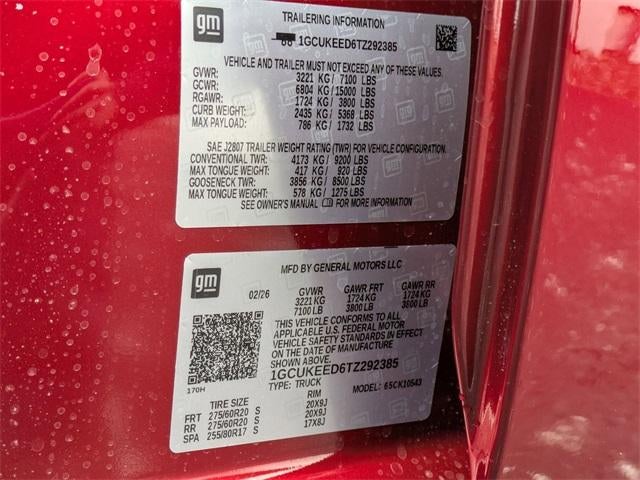 gm
TRAILERING INFORMATION
1GCUKEED6TZ292385
VEHICLE AND TRAILER MUST NOT EXCEED ANY OF THESE VALUES.
GVWR: 3221 KG / 7100 LBS
GCWR: 6804 KG / 15000 LBS
RGAWR: 1724 KG / 3800 LBS
CURB WEIGHT: 2435 KG / 5368 LBS
MAX PAYLOAD: 786 KG / 1732 LBS
SAE J2807 TRAILER WEIGHT RATING (TWR) FOR VEHICLE CONFIGURATION.
CONVENTIONAL TWR: 4173 KG / 9200 LBS
MAX TONGUE WEIGHT: 417 KG / 920 LBS
GOOSENECK TWR: 3856 KG / 8500 LBS
MAX TONGUE WEIGHT: 578 KG / 1275 LBS
SEE OWNER'S MANUAL FOR MORE INFORMATION
gm
MFD BY GENERAL MOTORS LLC
02/26 GVWR GAWR FRT GAWR RR
3221 KG 1724 KG 1724 KG
7100 LB 3800 LB 3800 LB
THIS VEHICLE CONFORMS TO ALL
APPLICABLE U.S. FEDERAL MOTOR
VEHICLE SAFETY STANDARDS IN EFFECT
ON THE DATE OF MANUFACTURE
SHOWN ABOVE.
1GCUKEED6TZ292385
170H TYPE: TRUCK MODEL: 65CK10543
TIRE SIZE RIM
FRT 275/60R20 S 20X9J
RR 275/60R20 S 20X9J
SPA 255/80R17 S 17X8J